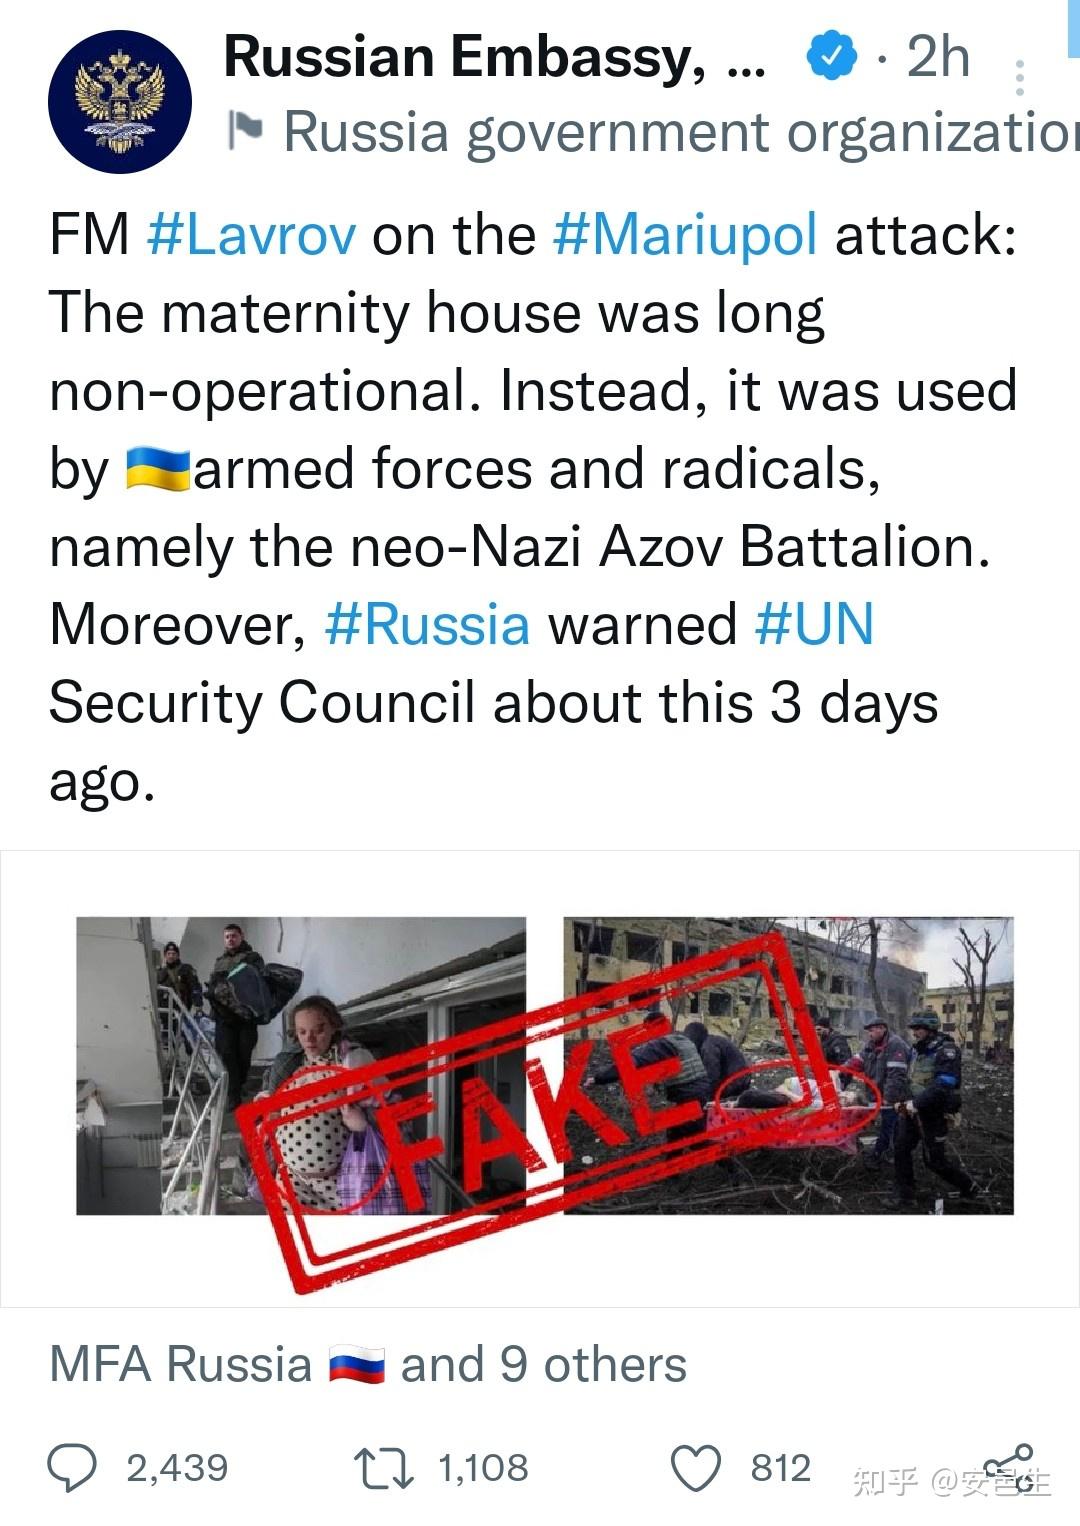 Russian Embassy, ... · 2h
Russia government organization
FM #Lavrov on the #Mariupol attack:
The maternity house was long
non-operational. Instead, it was used
by 🇺🇦armed forces and radicals,
namely the neo-Nazi Azov Battalion.
Moreover, #Russia warned #UN
Security Council about this 3 days
ago.
FAKE
MFA Russia 🇷🇺 and 9 others
2,439 1,108 812
知乎 @安邑生